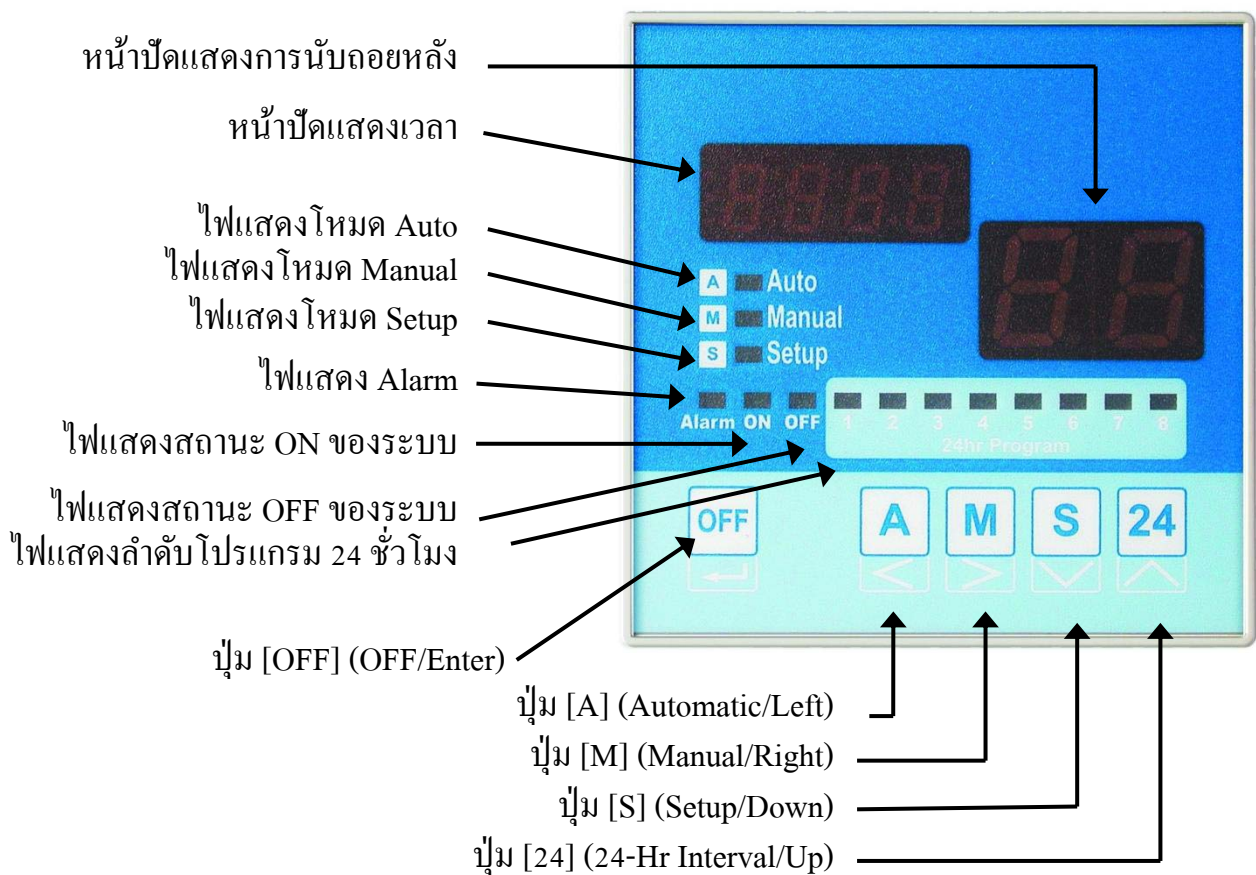 หน้าปัดแสดงการนับถอยหลัง
หน้าปัดแสดงเวลา
ไฟแสดงโหมด Auto
ไฟแสดงโหมด Manual
ไฟแสดงโหมด Setup
ไฟแสดง Alarm
ไฟแสดงสถานะ ON ของระบบ
ไฟแสดงสถานะ OFF ของระบบ
ไฟแสดงลำดับโปรแกรม 24 ชั่วโมง
ปุ่ม [OFF] (OFF/Enter)
ปุ่ม [A] (Automatic/Left)
ปุ่ม [M] (Manual/Right)
ปุ่ม [S] (Setup/Down)
ปุ่ม [24] (24-Hr Interval/Up)
8888
88
A Auto
M Manual
S Setup
Alarm ON OFF
1 2 3 4 5 6 7 8
24hr Program
OFF A M S 24